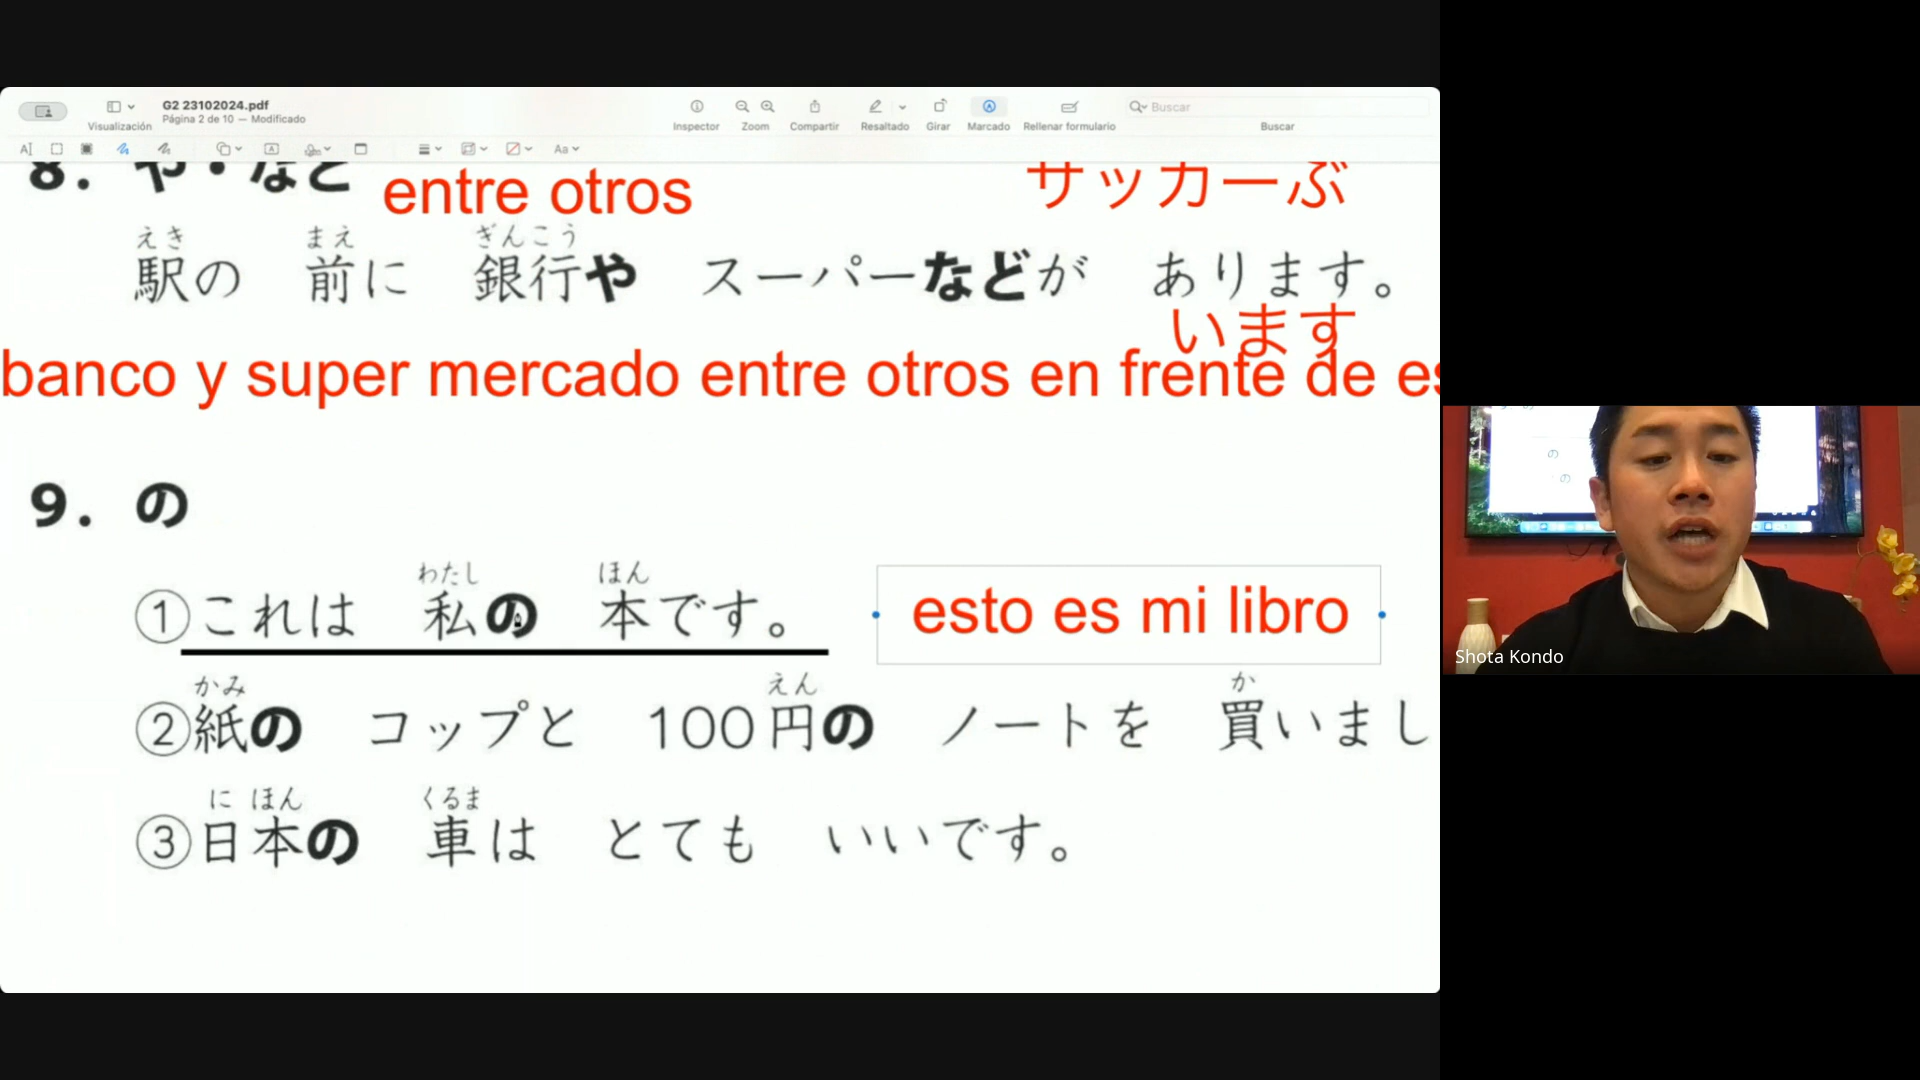 G2 23102024.pdf
Página 2 de 10 — Modificado
Visualización
Inspector
Zoom
Compartir
Resaltado
Girar
Marcado
Rellenar formulario
Buscar
Buscar
Aa
8. や・など entre otros サッカーぶ
えき まえ ぎんこう
駅の 前に 銀行や スーパーなどが あります。
います
banco y super mercado entre otros en frente de es
9. の
わたし ほん
①これは 私の 本です。 esto es mi libro
かみ えん か
②紙の コップと 100円の ノートを 買いまし
に ほん くるま
③日本の 車は とても いいです。
Shota Kondo